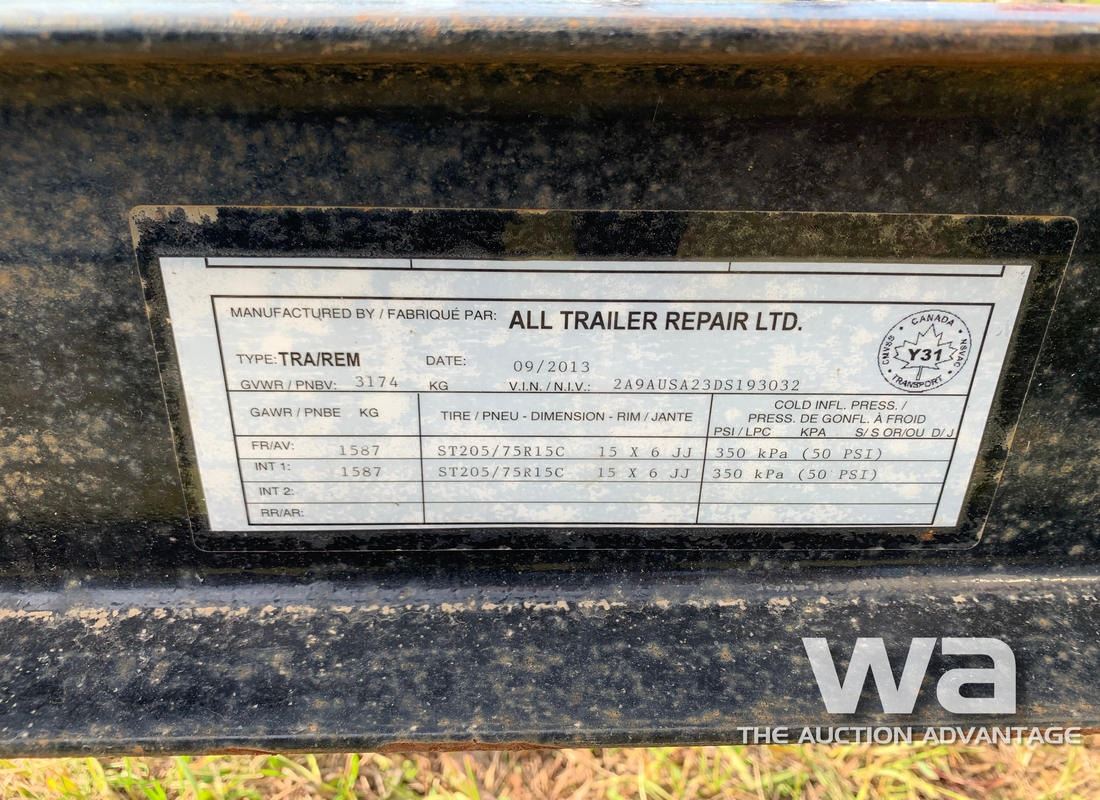 MANUFACTURED BY / FABRIQUÉ PAR: ALL TRAILER REPAIR LTD.
CANADA
CMVSS NSVAC
Y31
TRANSPORT
TYPE: TRA/REM DATE: 09/2013
GVWR / PNBV: 3174 KG V.I.N. / N.I.V.: 2A9AUSA23DS193032
GAWR / PNBE KG TIRE / PNEU - DIMENSION - RIM / JANTE COLD INFL. PRESS. /
PRESS. DE GONFL. À FROID
PSI / LPC KPA S/ S OR/OU D/ J
FR/AV: 1587 ST205/75R15C 15 X 6 JJ 350 kPa (50 PSI)
INT 1: 1587 ST205/75R15C 15 X 6 JJ 350 kPa (50 PSI)
INT 2:
RR/AR:
wa
THE AUCTION ADVANTAGE